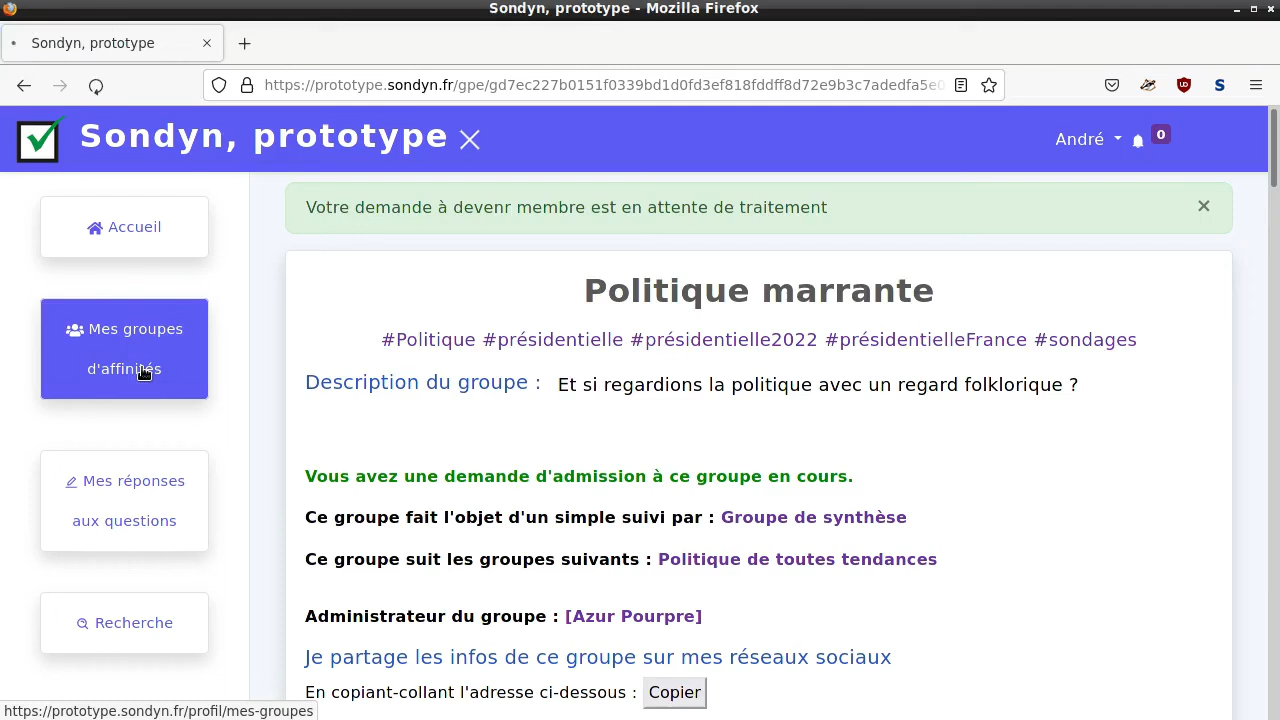 Sondyn, prototype - Mozilla Firefox
Sondyn, prototype
https://prototype.sondyn.fr/gpe/gd7ec227b0151f0339bd1d0fd3ef818fddff8d72e9b3c7adedfa5e0
Sondyn, prototype
André
0
Votre demande à devenir membre est en attente de traitement
Accueil
Mes groupes
d'affinités
Mes réponses
aux questions
Recherche
Politique marrante
#Politique #présidentielle #présidentielle2022 #présidentielleFrance #sondages
Description du groupe : Et si regardions la politique avec un regard folklorique ?
Vous avez une demande d'admission à ce groupe en cours.
Ce groupe fait l'objet d'un simple suivi par : Groupe de synthèse
Ce groupe suit les groupes suivants : Politique de toutes tendances
Administrateur du groupe : [Azur Pourpre]
Je partage les infos de ce groupe sur mes réseaux sociaux
En copiant-collant l'adresse ci-dessous : Copier
https://prototype.sondyn.fr/profil/mes-groupes